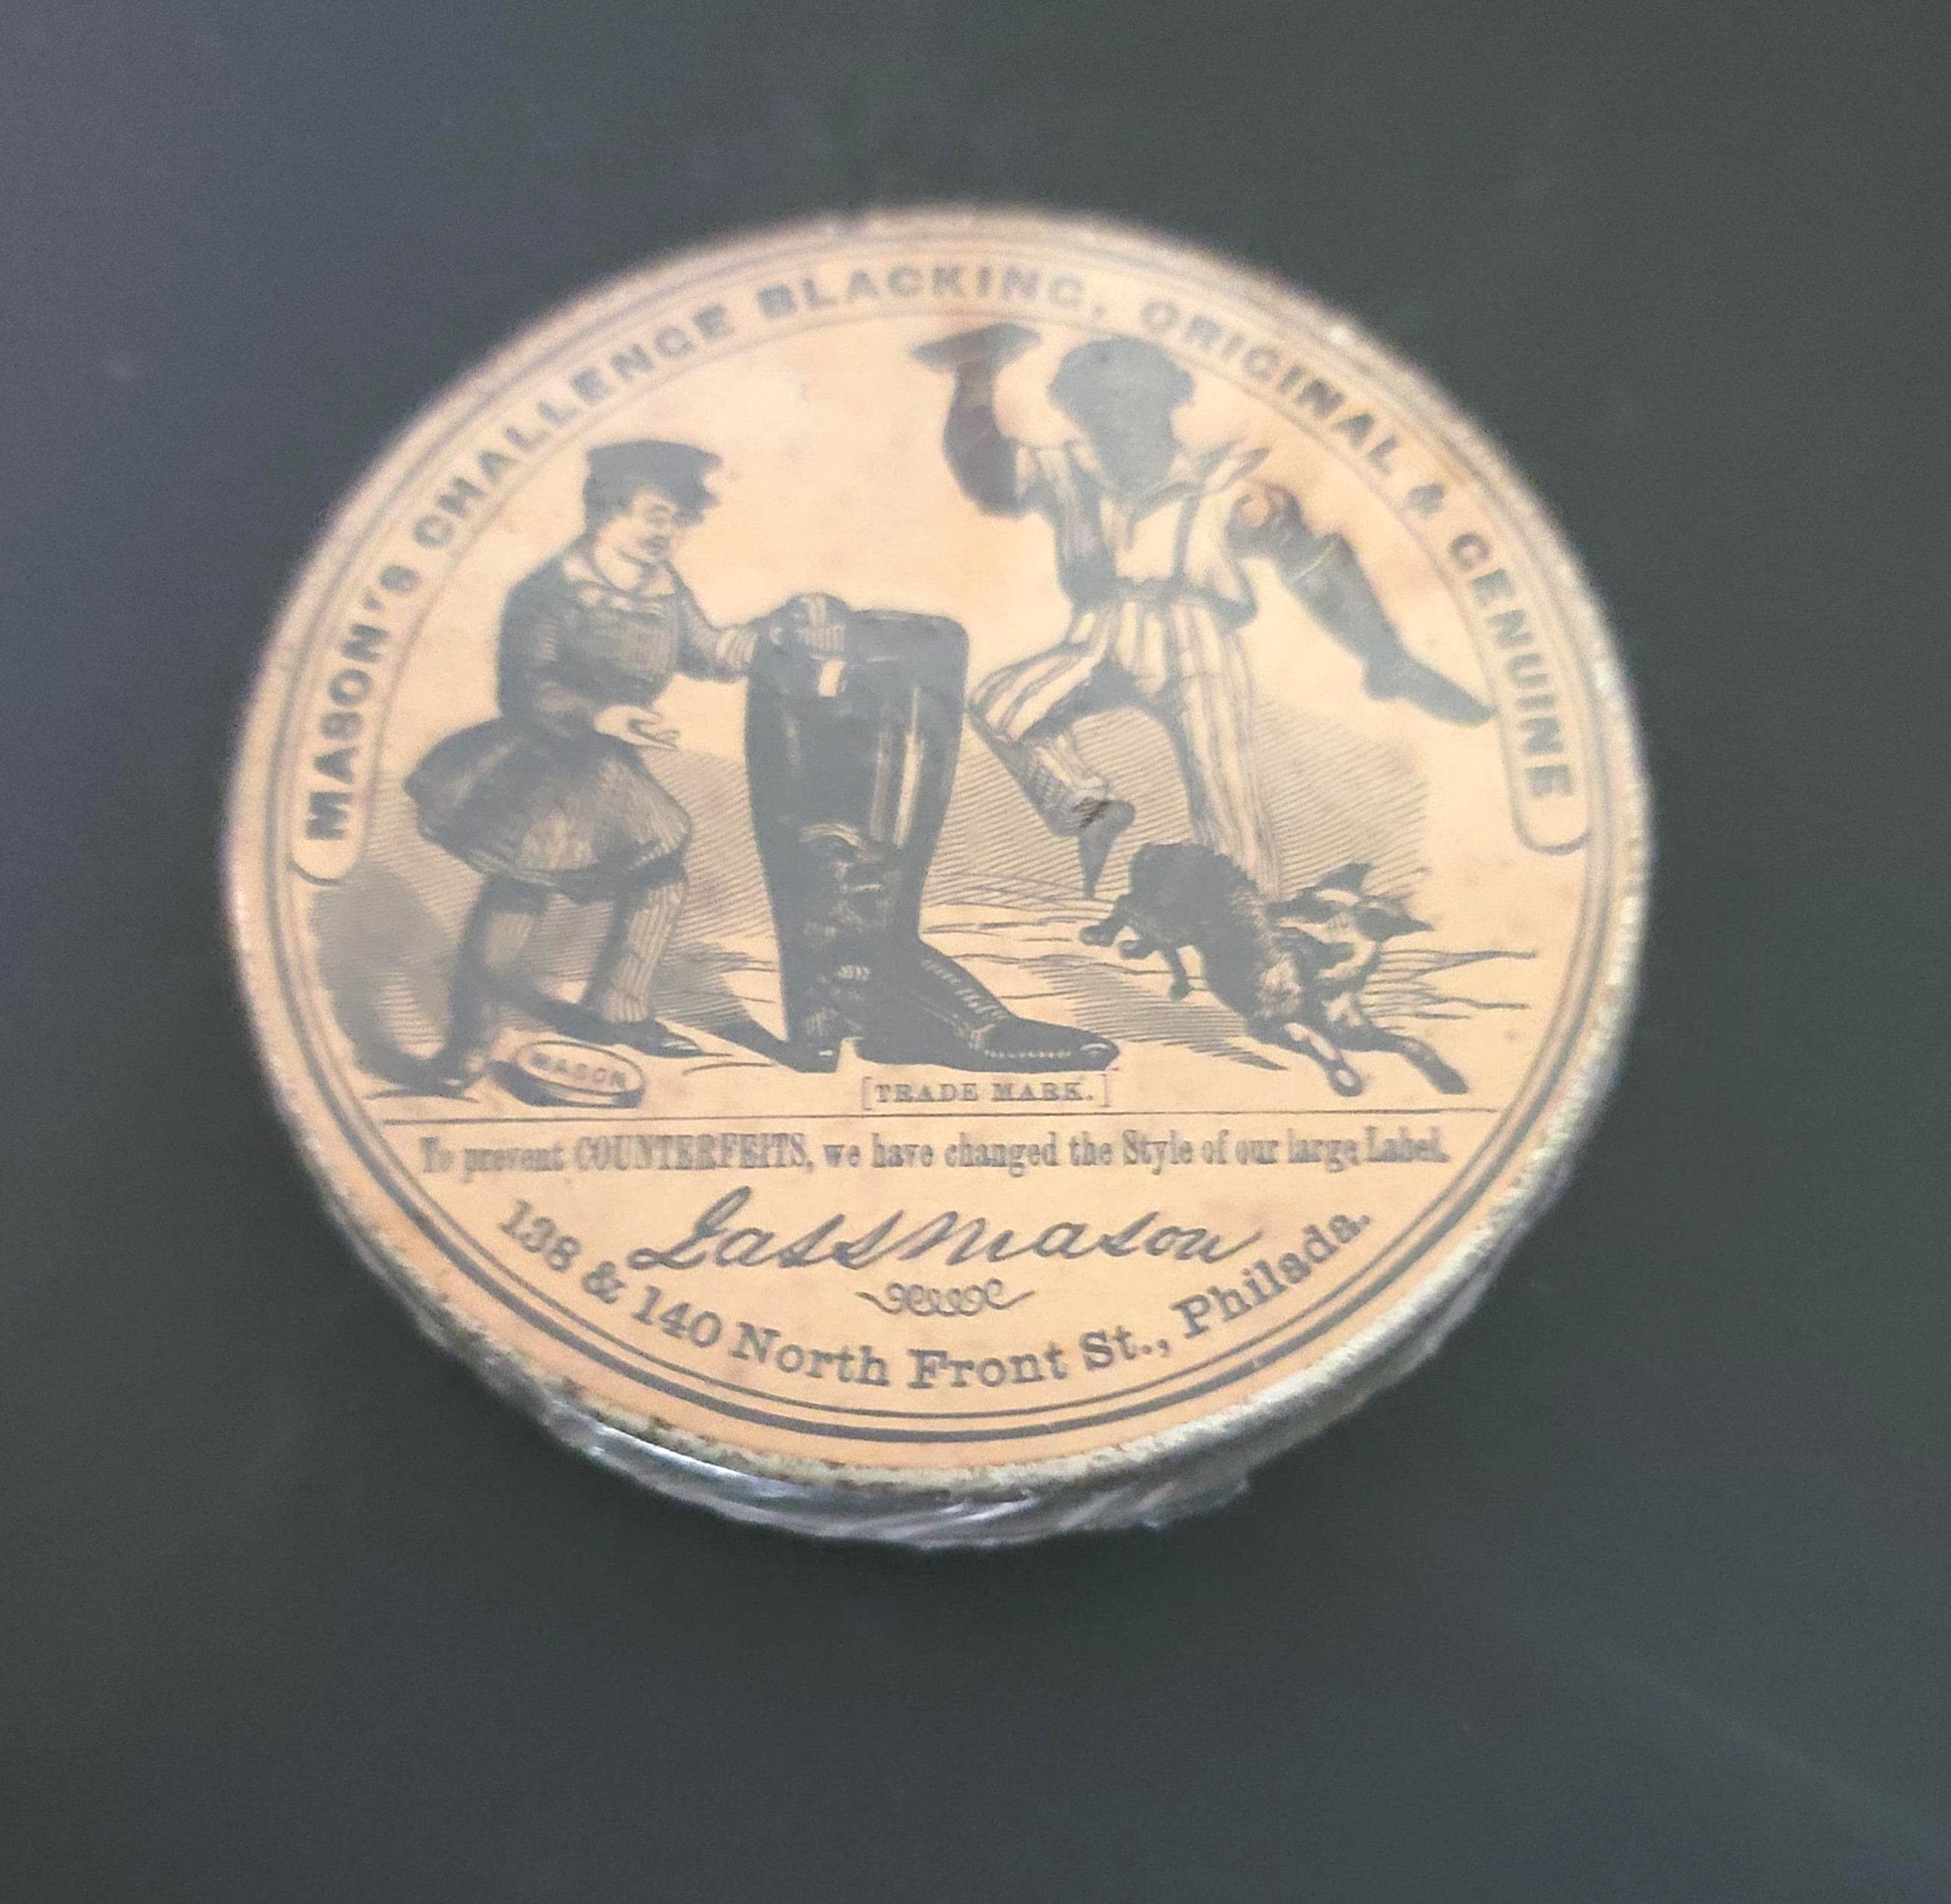 MASON'S CHALLENGE BLACKING, ORIGINAL & GENUINE
MASON
[TRADE MARK.]
To prevent COUNTERFEITS, we have changed the Style of our large Label.
Jas S Mason
138 & 140 North Front St., Philada.